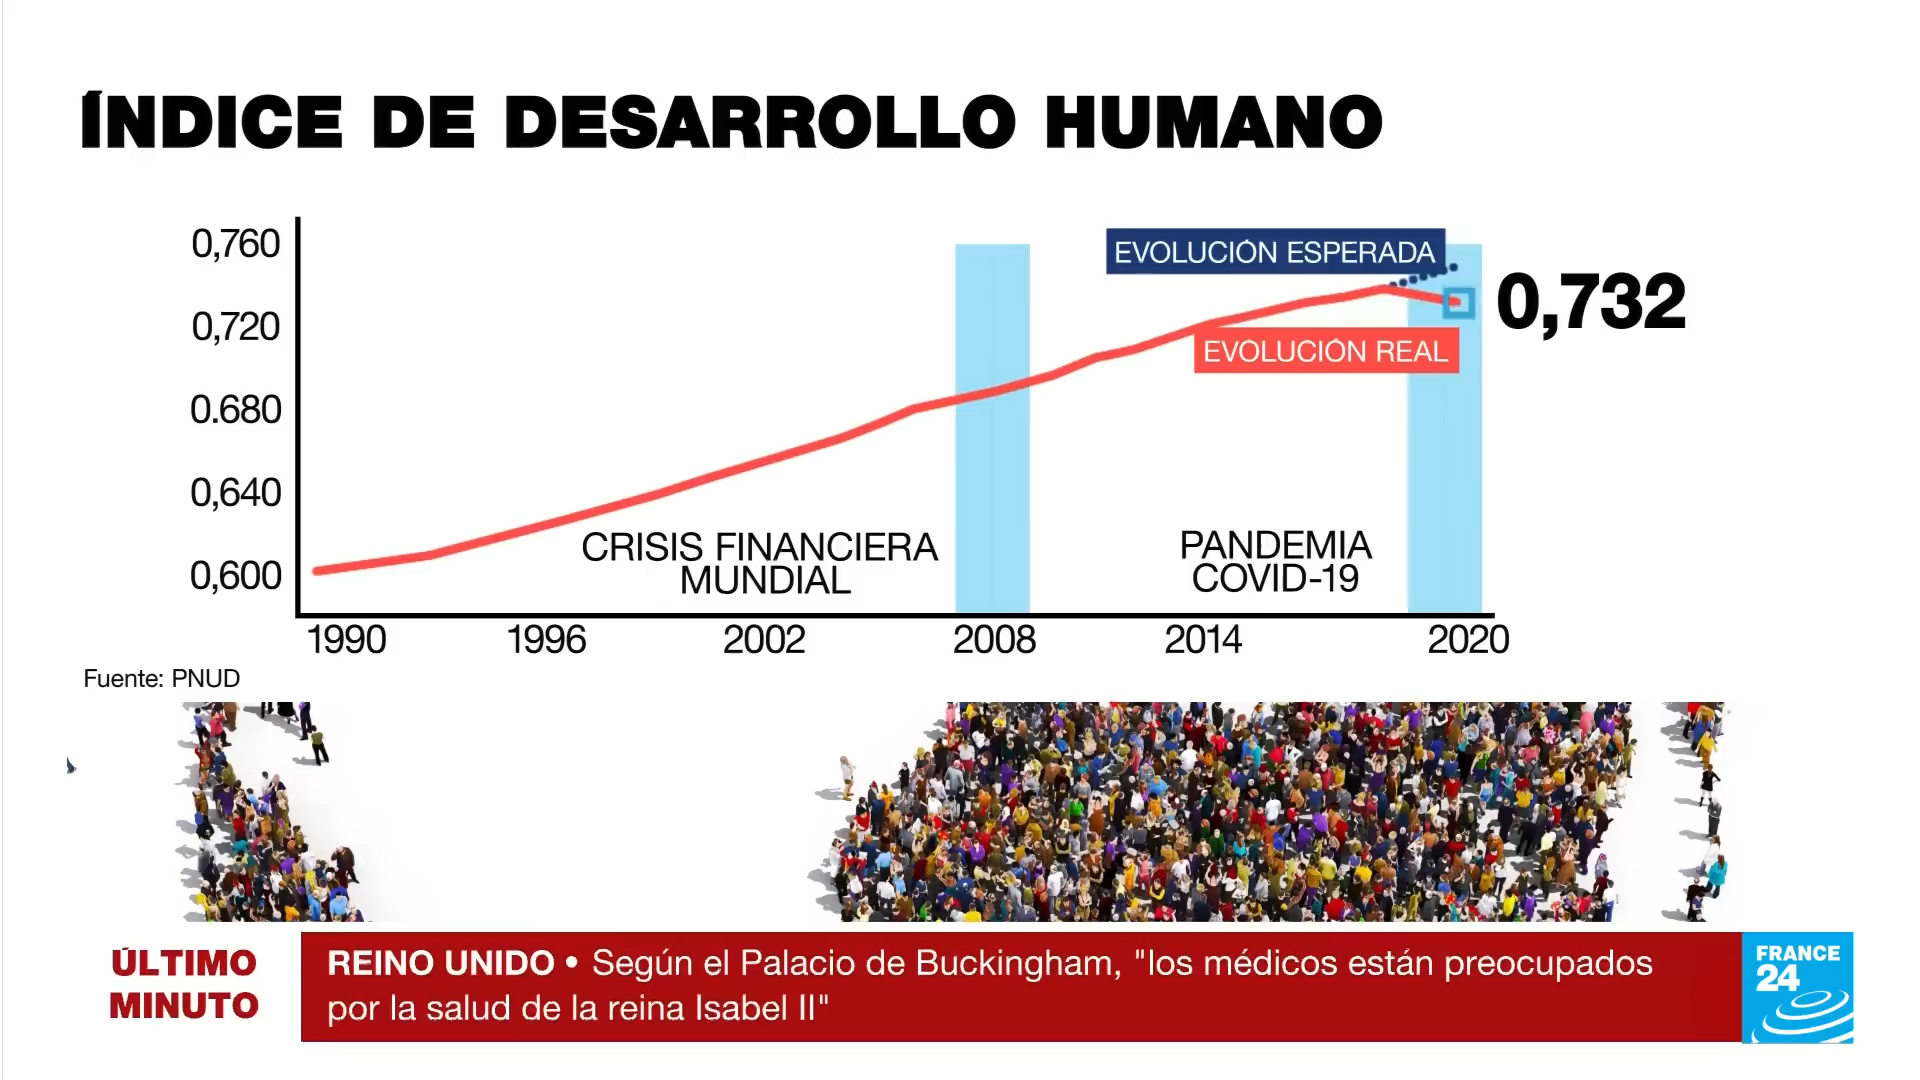 ÍNDICE DE DESARROLLO HUMANO
0,760
0,720
0.680
0,640
0,600
EVOLUCIÓN ESPERADA
0,732
EVOLUCIÓN REAL
CRISIS FINANCIERA
MUNDIAL
PANDEMIA
COVID-19
1990 1996 2002 2008 2014 2020
Fuente: PNUD
ÚLTIMO
MINUTO
REINO UNIDO • Según el Palacio de Buckingham, "los médicos están preocupados
por la salud de la reina Isabel II"
FRANCE
24